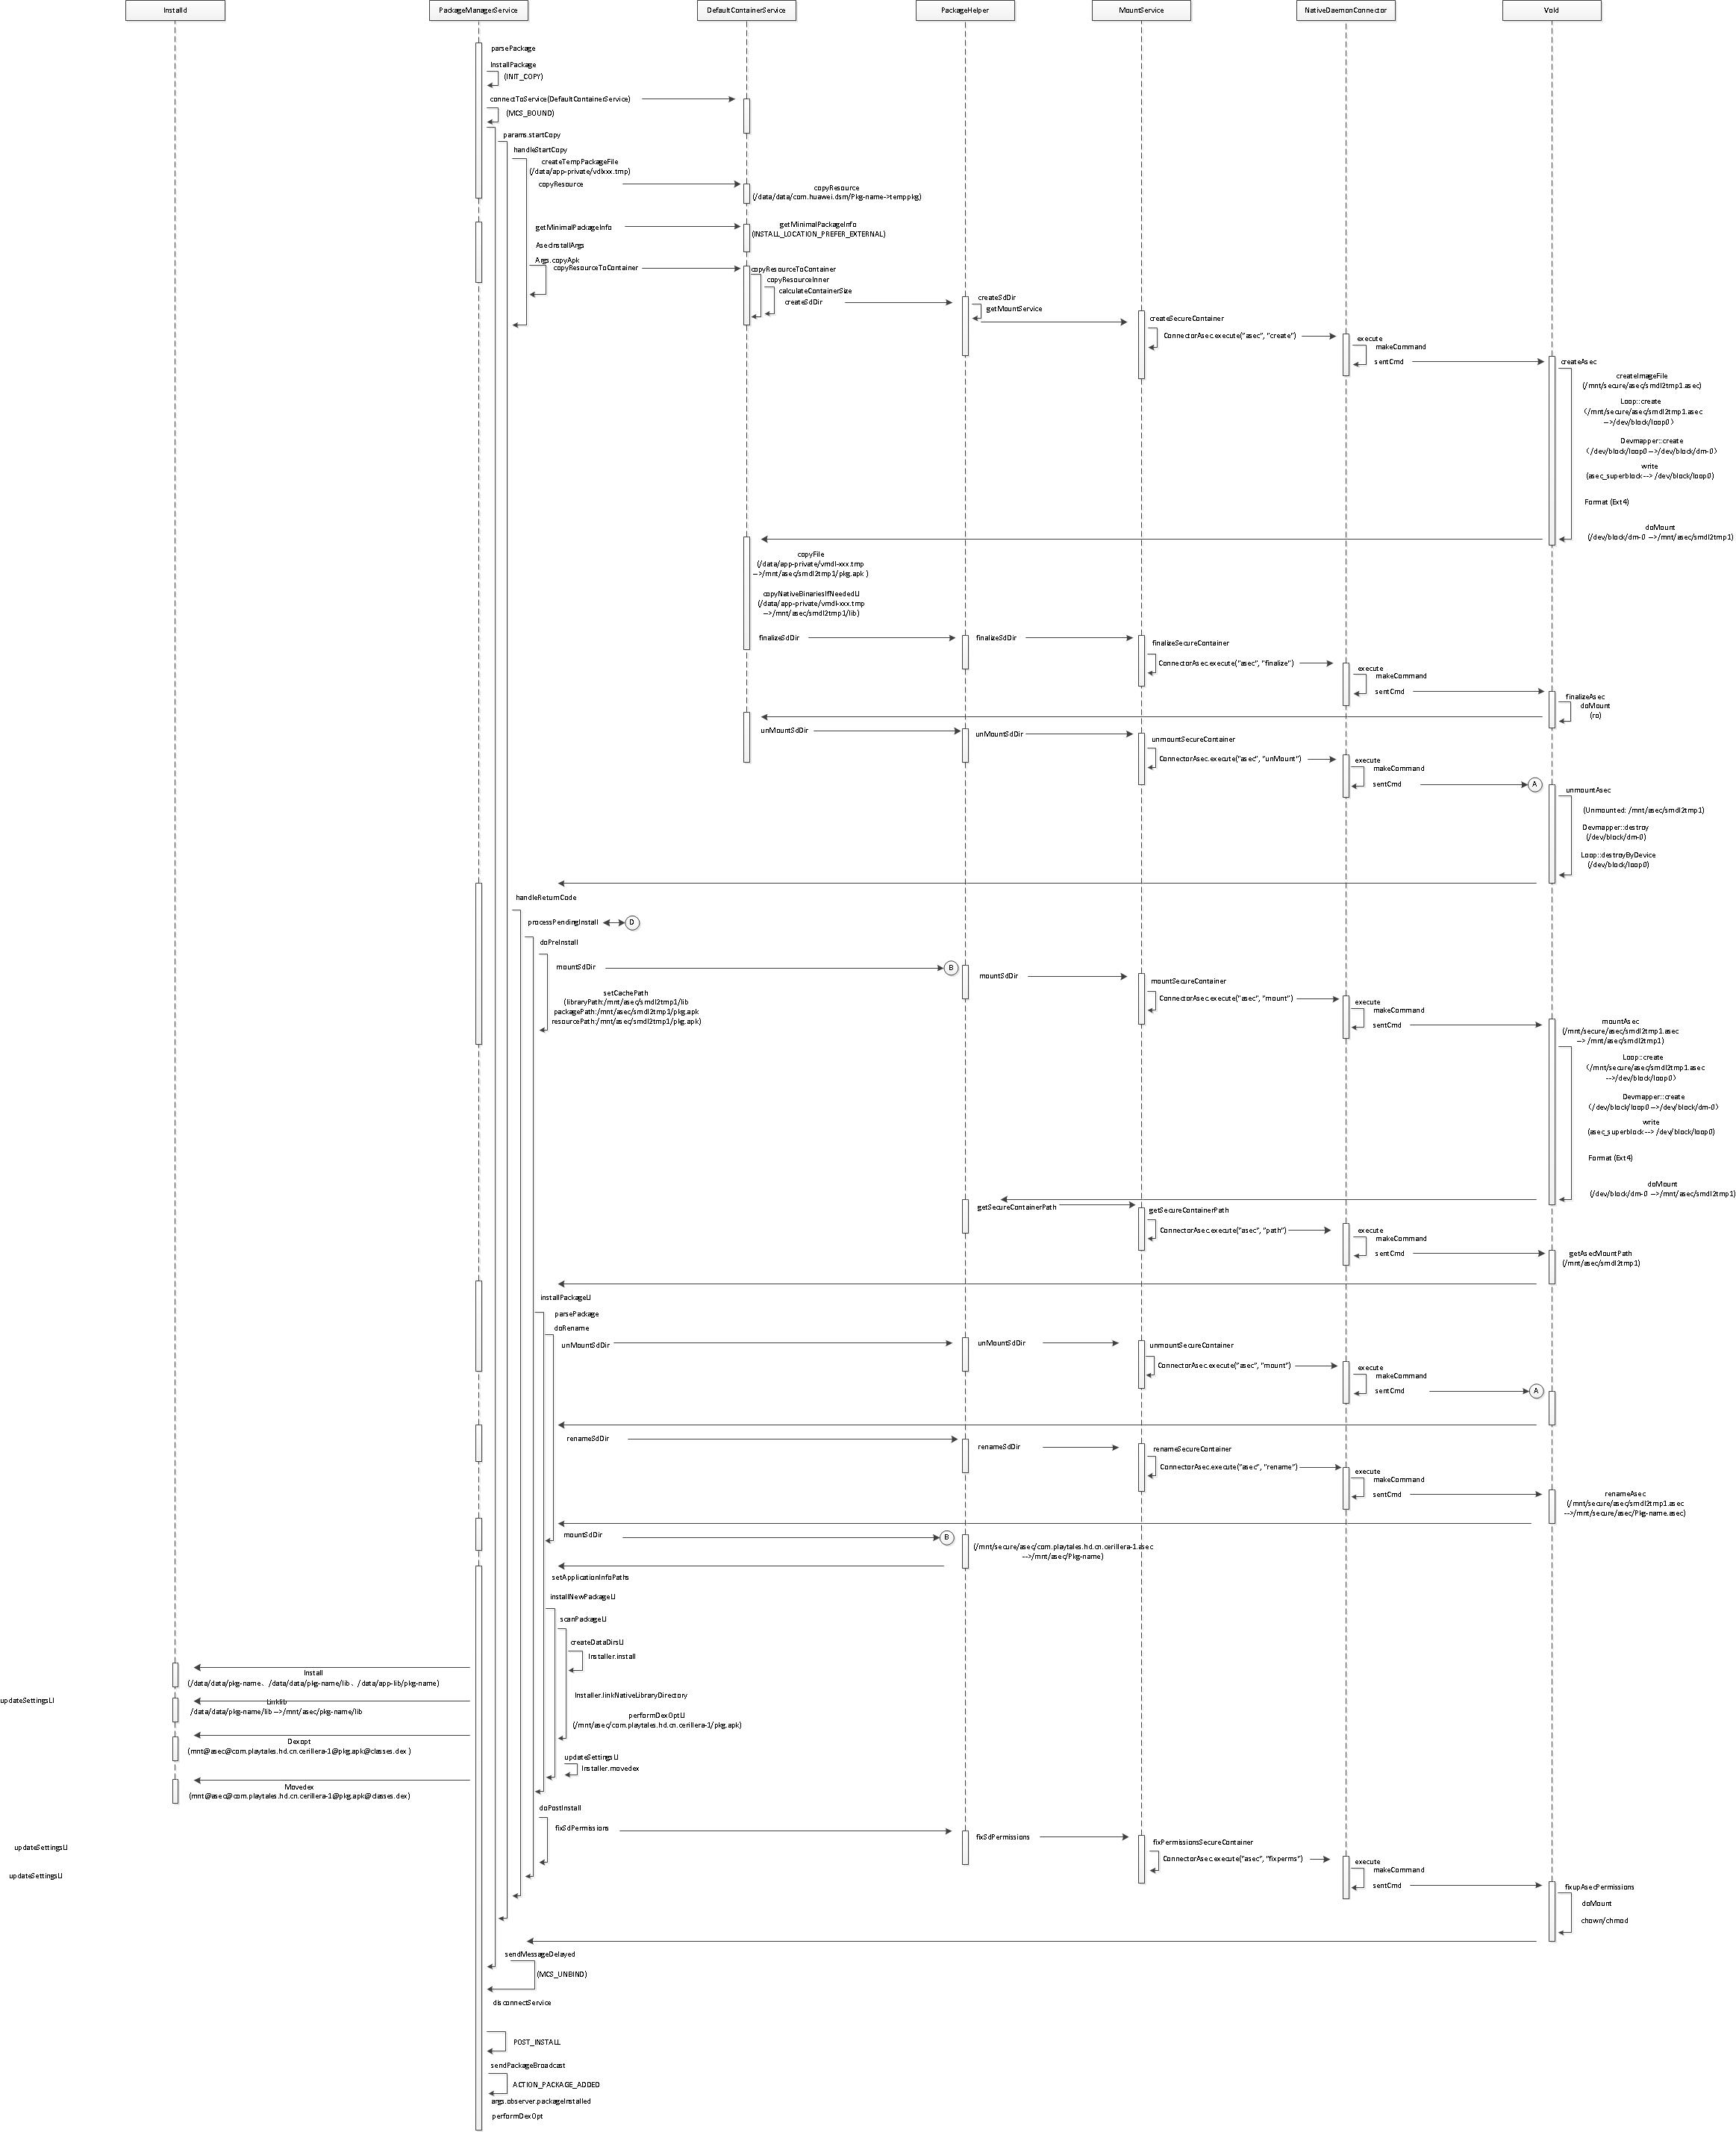 Installd
PackageManagerService
DefaultContainerService
PackageHelper
MountService
NativeDaemonConnector
Vold
parsePackage
InstallPackage
(INIT_COPY)
connectToService(DefaultContainerService)
(MCS_BOUND)
params.startCopy
handleStartCopy
createTempPackageFile
(/data/app-private/vdlxxx.tmp)
copyResource
copyResource
(/data/data/com.huawei.dsm/Pkg-name->temppkg)
getMinimalPackageInfo
getMinimalPackageInfo
(INSTALL_LOCATION_PREFER_EXTERNAL)
AsecInstallArgs
Args.copyApk
copyResourceToContainer
copyResourceToContainer
copyResourceInner
calculateContainerSize
createSdDir
createSdDir
getMountService
createSecureContainer
ConnectorAsec.execute("asec", "create")
execute
makeCommand
sentCmd
createAsec
createImageFile
(/mnt/secure/asec/smdl2tmp1.asec)
Loop::create
(/mnt/secure/asec/smdl2tmp1.asec
-->/dev/block/loop0)
Devmapper::create
(/dev/block/loop0-->/dev/block/dm-0)
write
(asec_superblock--> /dev/block/loop0)
Format (Ext4)
doMount
(/dev/block/dm-0 -->/mnt/asec/smdl2tmp1)
copyFile
(/data/app-private/vmdl-xxx.tmp
-->/mnt/asec/smdl2tmp1/pkg.apk )
copyNativeBinariesIfNeededLI
(/data/app-private/vmdl-xxx.tmp
-->/mnt/asec/smdl2tmp1/lib)
finalizeSdDir
finalizeSdDir
finalizeSecureContainer
ConnectorAsec.execute("asec", "finalize")
execute
makeCommand
sentCmd
finalizeAsec
doMount
(ro)
unMountSdDir
unMountSdDir
unmountSecureContainer
ConnectorAsec.execute("asec", "unMount")
execute
makeCommand
sentCmd
A
unmountAsec
(Unmounted: /mnt/asec/smdl2tmp1)
Devmapper::destroy
(/dev/block/dm-0)
Loop::destroyByDevice
(/dev/block/loop0)
handleReturnCode
processPendingInstall
D
doPreInstall
mountSdDir
B
mountSdDir
mountSecureContainer
setCachePath
(libraryPath:/mnt/asec/smdl2tmp1/lib
packagePath:/mnt/asec/smdl2tmp1/pkg.apk
resourcePath:/mnt/asec/smdl2tmp1/pkg.apk)
ConnectorAsec.execute("asec", "mount")
execute
makeCommand
sentCmd
mountAsec
(/mnt/secure/asec/smdl2tmp1.asec
--> /mnt/asec/smdl2tmp1)
Loop::create
(/mnt/secure/asec/smdl2tmp1.asec
-->/dev/block/loop0)
Devmapper::create
(/dev/block/loop0-->/dev/block/dm-0)
write
(asec_superblock--> /dev/block/loop0)
Format (Ext4)
doMount
(/dev/block/dm-0 -->/mnt/asec/smdl2tmp1)
getSecureContainerPath
getSecureContainerPath
ConnectorAsec.execute("asec", "path")
execute
makeCommand
sentCmd
getAsecMountPath
(/mnt/asec/smdl2tmp1)
installPackageLI
parsePackage
doRename
unMountSdDir
unMountSdDir
unmountSecureContainer
ConnectorAsec.execute("asec", "mount")
execute
makeCommand
sentCmd
A
renameSdDir
renameSdDir
renameSecureContainer
ConnectorAsec.execute("asec", "rename")
execute
makeCommand
sentCmd
renameAsec
(/mnt/secure/asec/smdl2tmp1.asec
-->/mnt/secure/asec/Pkg-name.asec)
mountSdDir
B
(/mnt/secure/asec/com.playtales.hd.cn.cerillera-1.asec
-->/mnt/asec/Pkg-name)
setApplicationInfoPaths
installNewPackageLI
scanPackageLI
createDataDirsLI
Installer.install
Install
(/data/data/pkg-name、/data/data/pkg-name/lib、/data/app-lib/pkg-name)
Installer.linkNativeLibraryDirectory
updateSettingsLI
Linklib
/data/data/pkg-name/lib-->/mnt/asec/pkg-name/lib
performDexOptLI
(/mnt/asec/com.playtales.hd.cn.cerillera-1/pkg.apk)
Dexopt
(mnt@asec@com.playtales.hd.cn.cerillera-1@pkg.apk@classes.dex )
updateSettingsLI
Installer.movedex
Movedex
(mnt@asec@com.playtales.hd.cn.cerillera-1@pkg.apk@classes.dex)
doPostInstall
fixSdPermissions
fixSdPermissions
fixPermissionsSecureContainer
ConnectorAsec.execute("asec", "fixperms")
updateSettingsLI
updateSettingsLI
execute
makeCommand
sentCmd
fixupAsecPermissions
doMount
chown/chmod
sendMessageDelayed
(MCS_UNBIND)
disconnectService
POST_INSTALL
sendPackageBroadcast
ACTION_PACKAGE_ADDED
args.observer.packageInstalled
performDexOpt